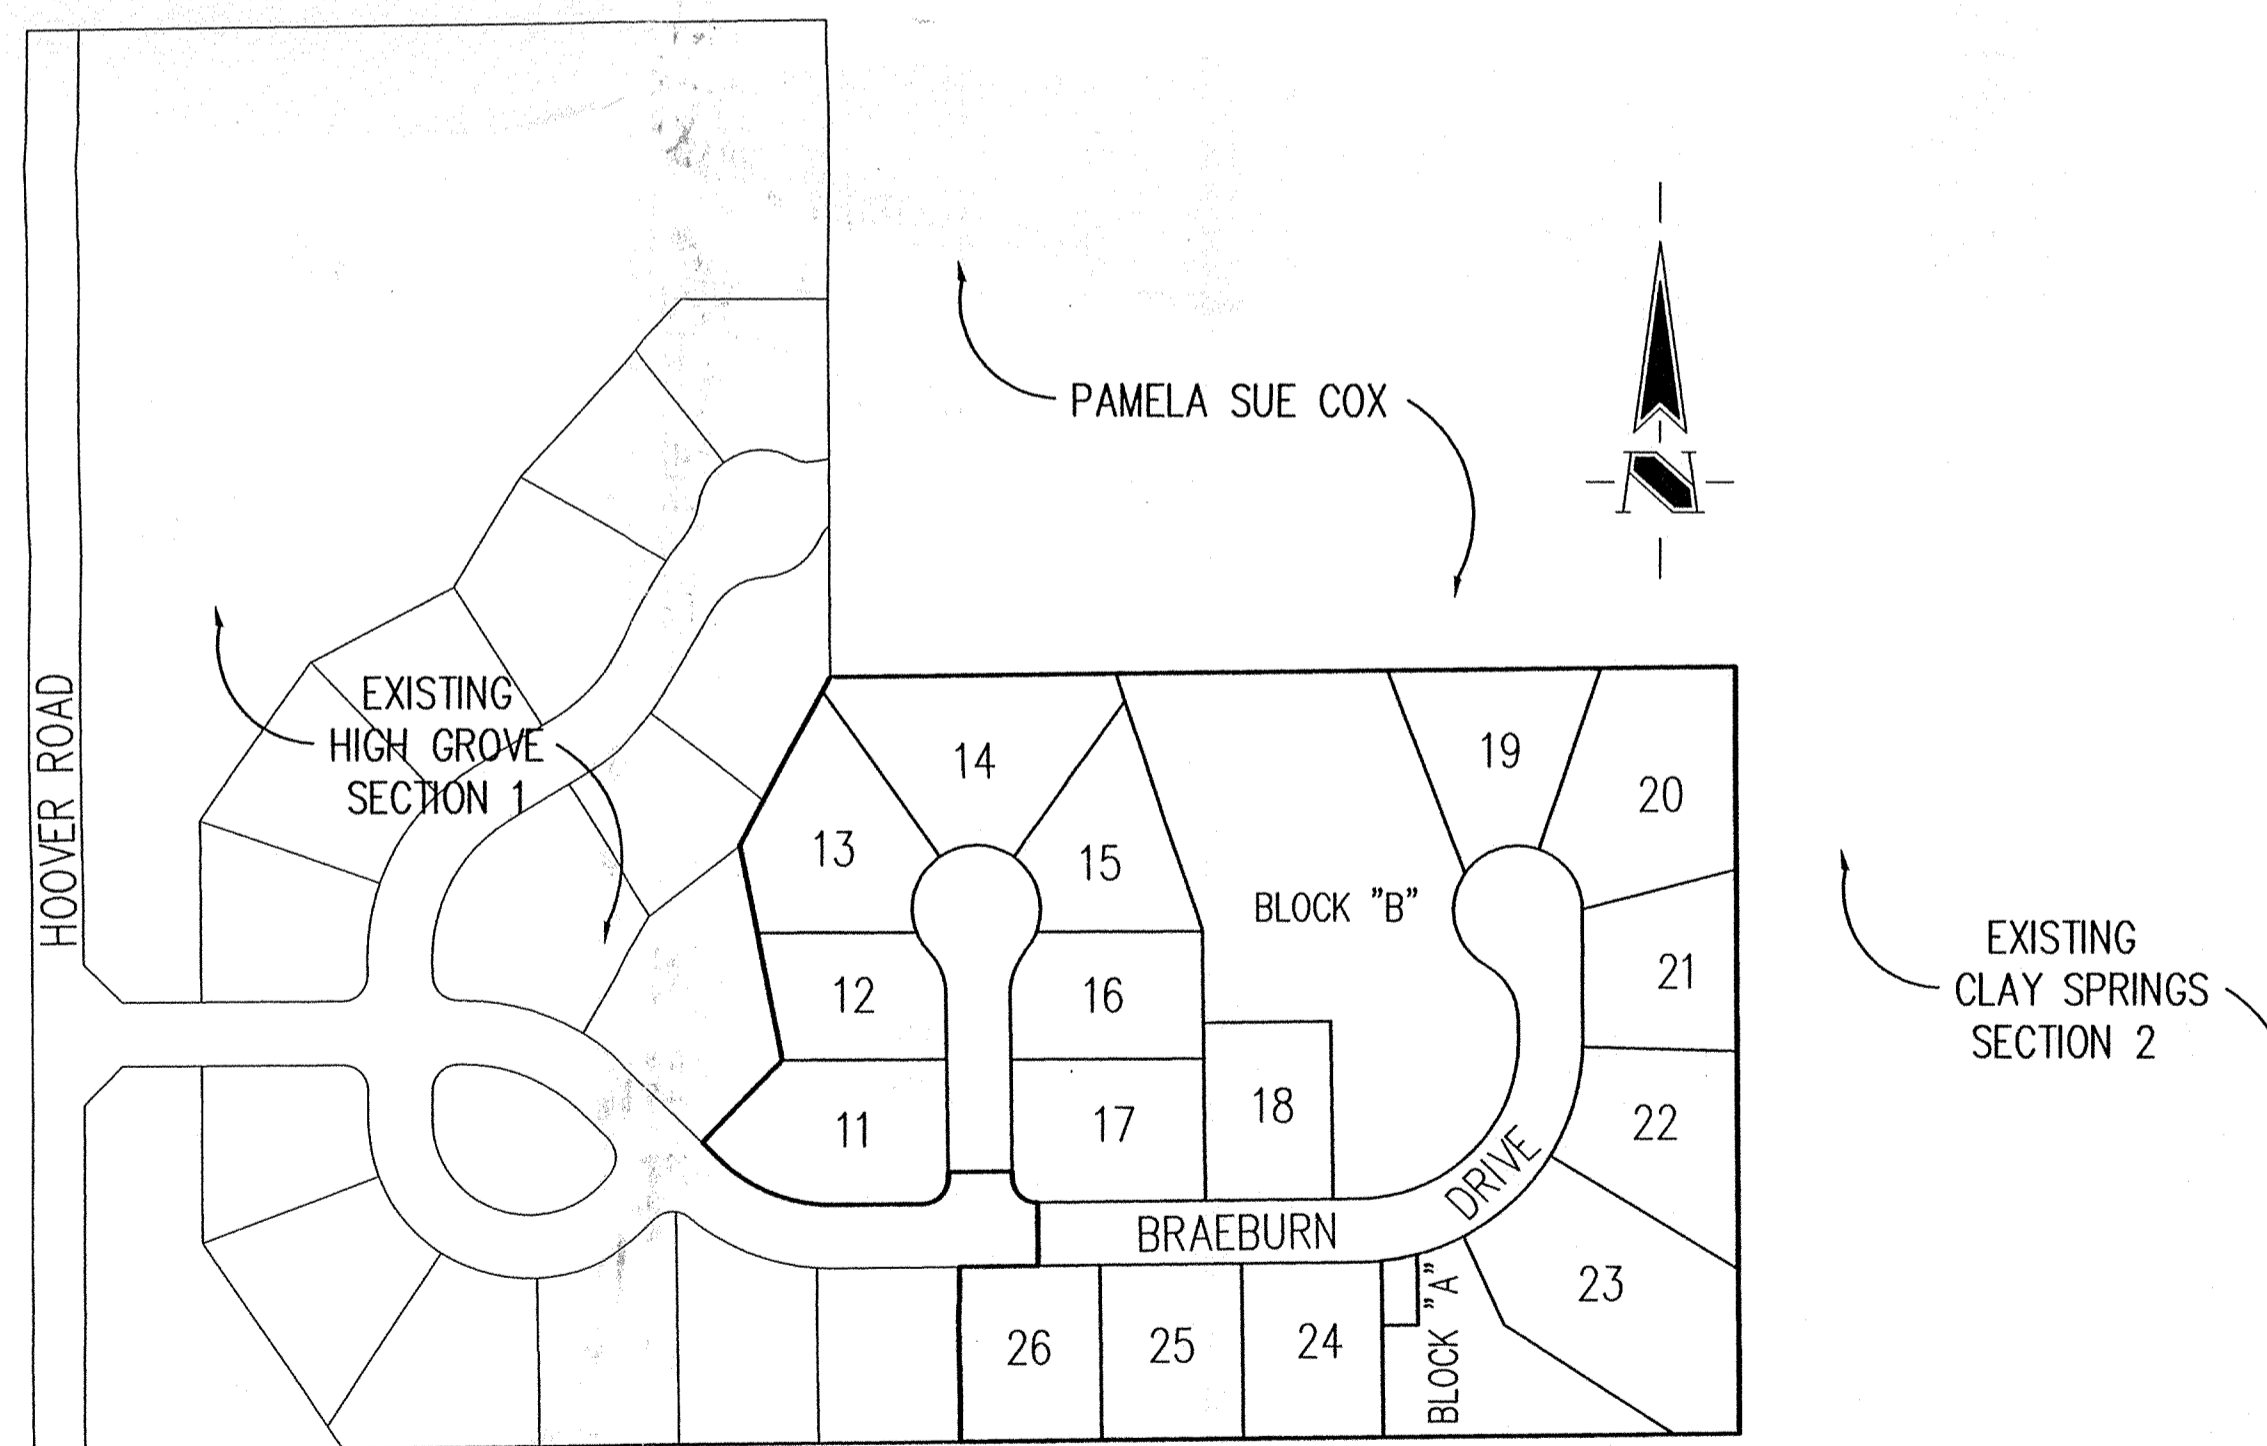 PAMELA SUE COX
N
HOOVER ROAD
EXISTING
HIGH GROVE
SECTION 1
14
19
20
13
15
BLOCK "B"
EXISTING
CLAY SPRINGS
SECTION 2
21
12
16
11
17
18
22
BRAEBURN DRIVE
23
26
25
24
BLOCK "A"